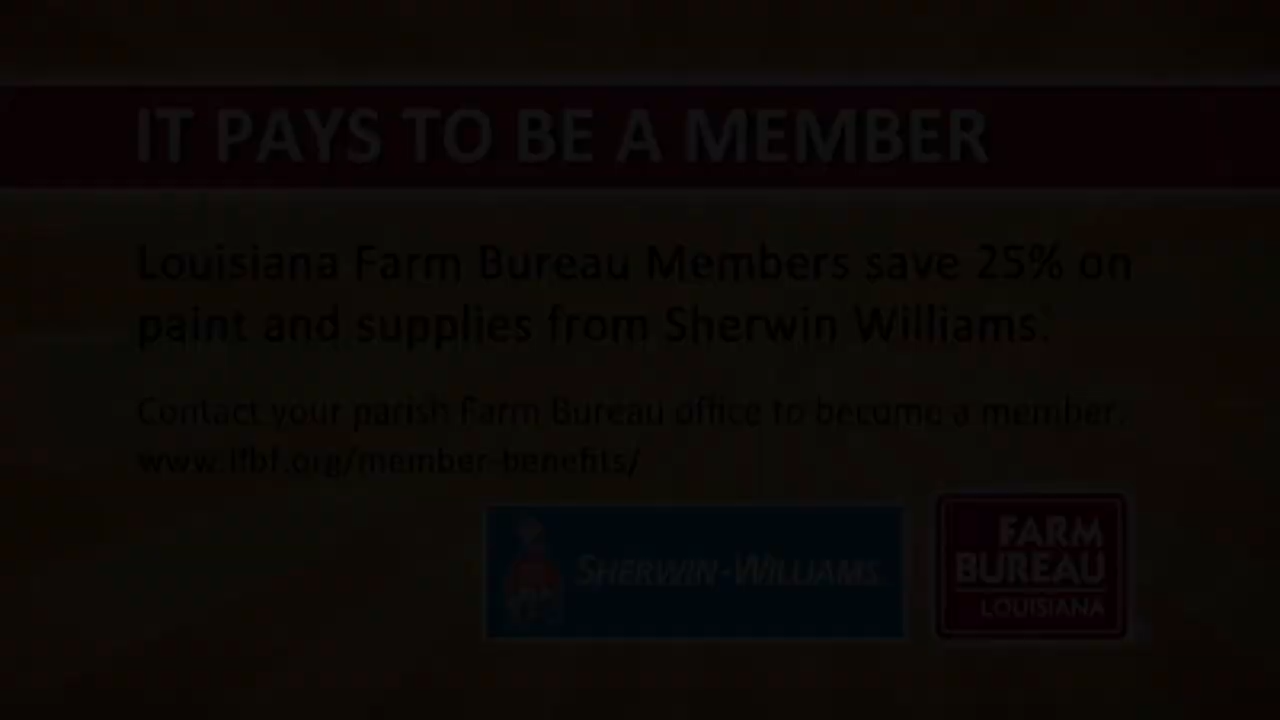 IT PAYS TO BE A MEMBER
Louisiana Farm Bureau Members save 25% on
paint and supplies from Sherwin Williams.
Contact your parish Farm Bureau office to become a member.
www.lfbf.org/member-benefits/
SHERWIN-WILLIAMS.
FARM
BUREAU
LOUISIANA